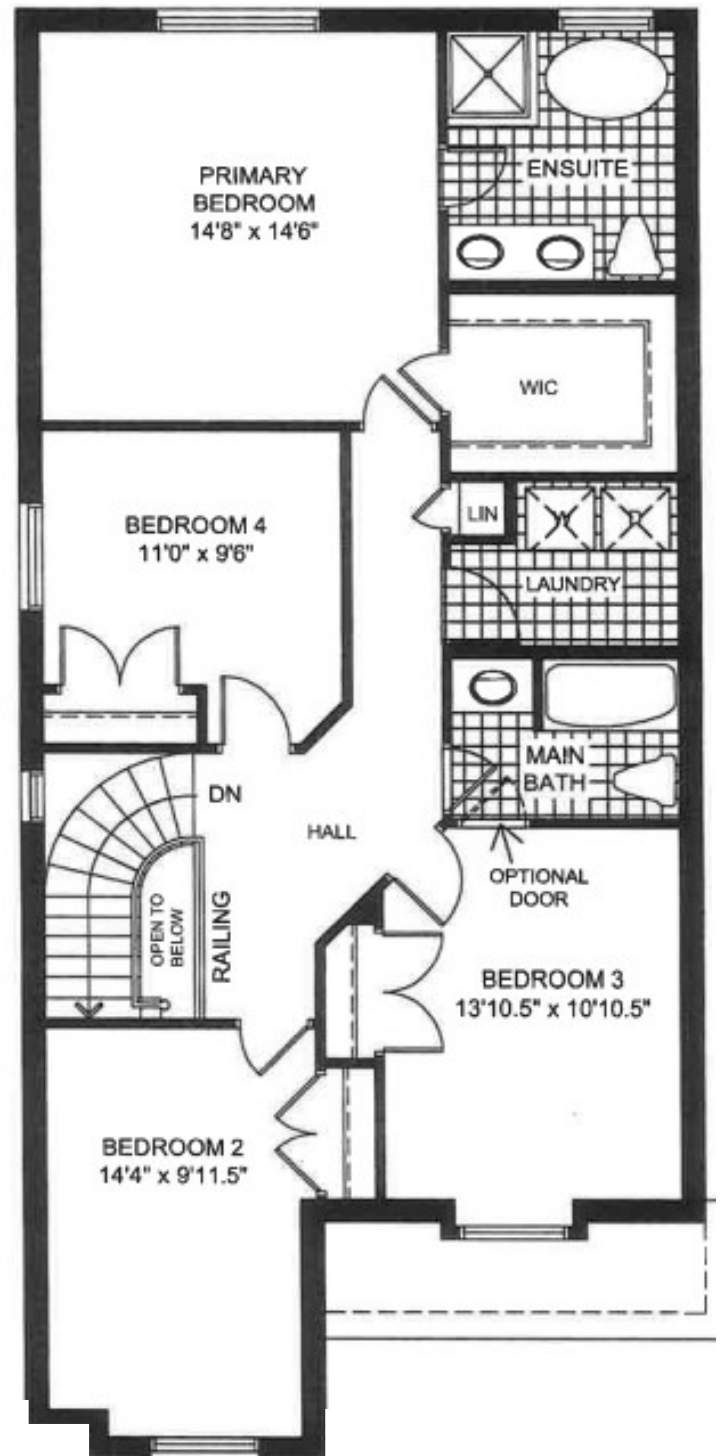 PRIMARY
BEDROOM
14'8" x 14'6"
ENSUITE
WIC
BEDROOM 4
11'0" x 9'6"
LIN
W
D
LAUNDRY
MAIN
BATH
DN
HALL
OPTIONAL
DOOR
OPEN TO
BELOW
RAILING
BEDROOM 3
13'10.5" x 10'10.5"
BEDROOM 2
14'4" x 9'11.5"